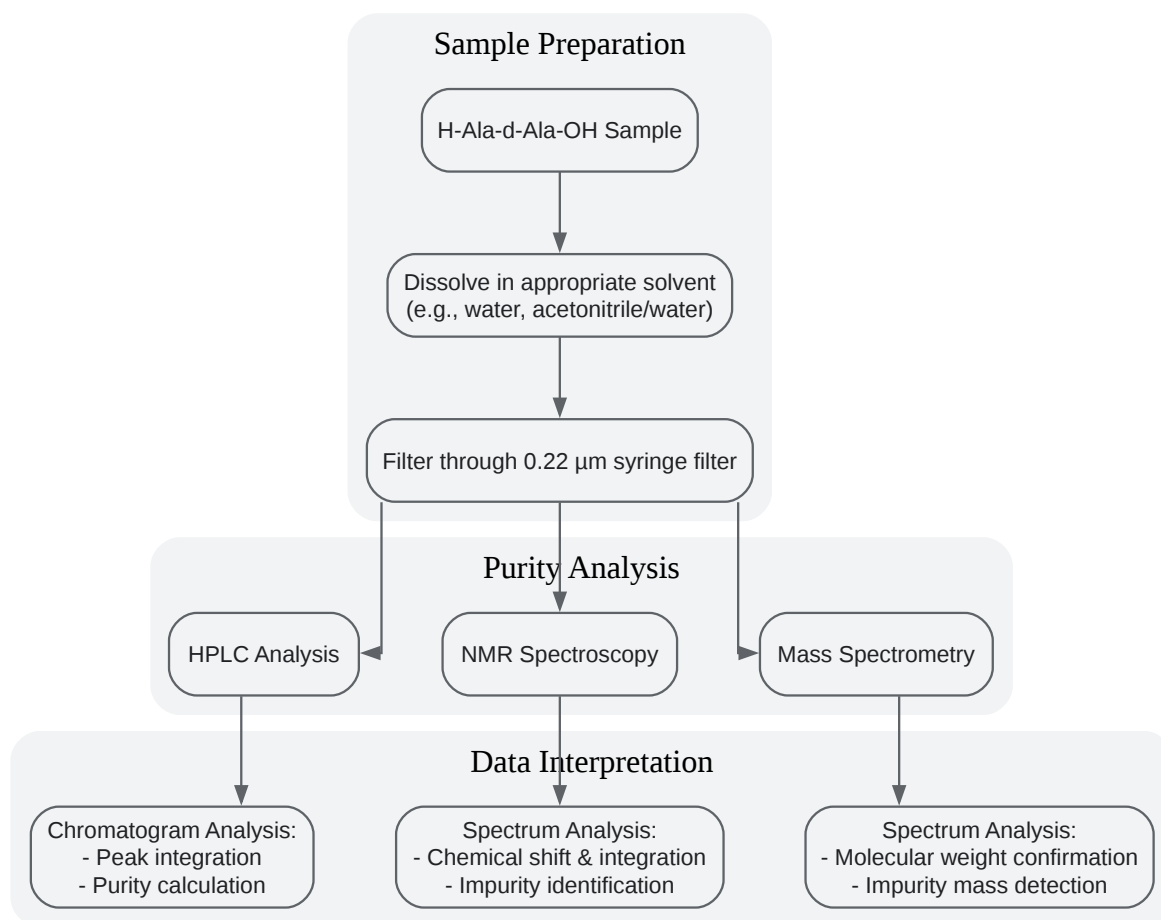 Sample Preparation
H-Ala-d-Ala-OH Sample
Dissolve in appropriate solvent
(e.g., water, acetonitrile/water)
Filter through 0.22 µm syringe filter
Purity Analysis
HPLC Analysis
NMR Spectroscopy
Mass Spectrometry
Data Interpretation
Chromatogram Analysis:
- Peak integration
- Purity calculation
Spectrum Analysis:
- Chemical shift & integration
- Impurity identification
Spectrum Analysis:
- Molecular weight confirmation
- Impurity mass detection